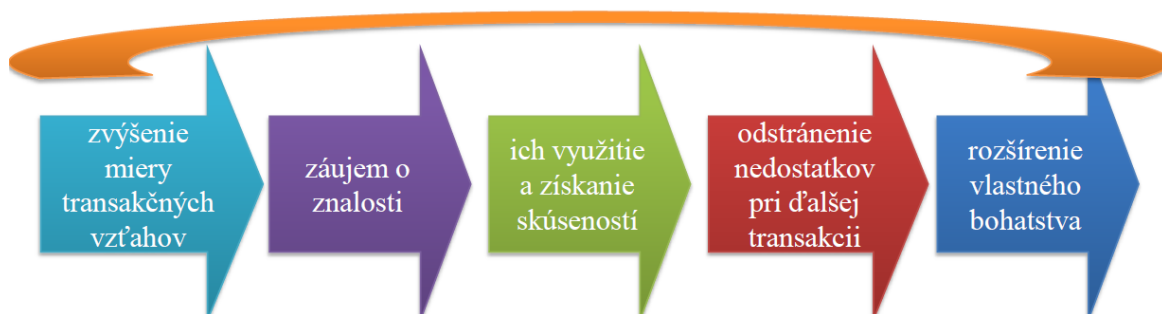 zvýšenie
miery
transakčných
vzťahov
záujem o
znalosti
ich využitie
a získanie
skúseností
odstránenie
nedostatkov
pri ďalšej
transakcii
rozšírenie
vlastného
bohatstva